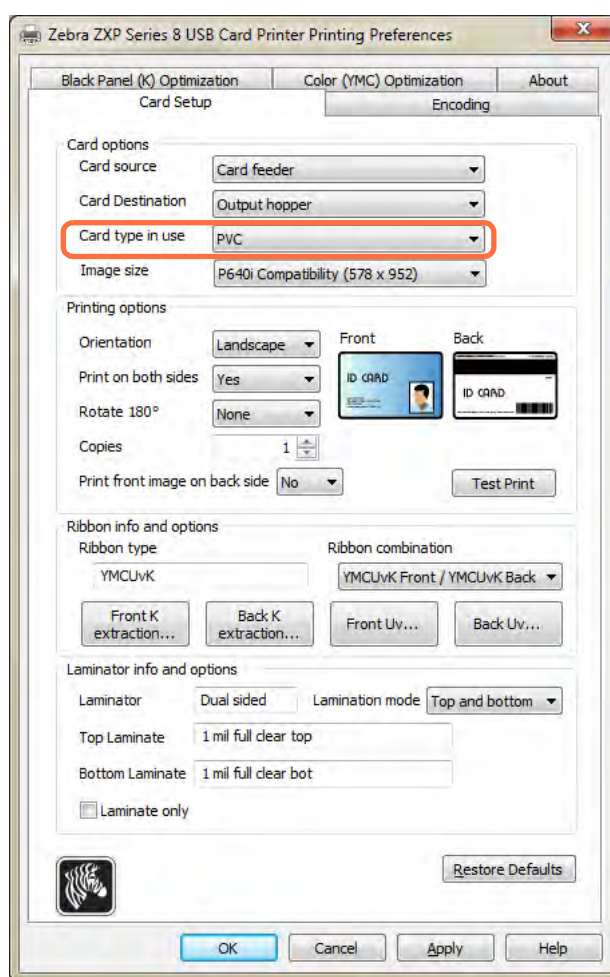 Zebra ZXP Series 8 USB Card Printer Printing Preferences
Black Panel (K) Optimization Color (YMC) Optimization About
Card Setup Encoding
Card options
Card source Card feeder
Card Destination Output hopper
Card type in use PVC
Image size P640i Compatibility (578 x 952)
Printing options
Orientation Landscape Front Back
Print on both sides Yes
ID CARD
ID CARD
Rotate 180° None
Copies 1
Print front image on back side No Test Print
Ribbon info and options
Ribbon type Ribbon combination
YMCUvK YMCUvK Front / YMCUvK Back
Front K extraction... Back K extraction... Front Uv... Back Uv...
Laminator info and options
Laminator Dual sided Lamination mode Top and bottom
Top Laminate 1 mil full clear top
Bottom Laminate 1 mil full clear bot
Laminate only
Restore Defaults
OK Cancel Apply Help